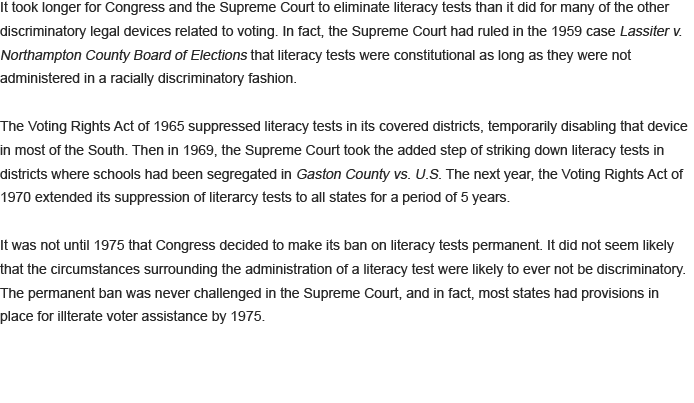 It took longer for Congress and the Supreme Court to eliminate literacy tests than it did for many of the other
discriminatory legal devices related to voting. In fact, the Supreme Court had ruled in the 1959 case Lassiter v.
Northampton County Board of Elections that literacy tests were constitutional as long as they were not
administered in a racially discriminatory fashion.
The Voting Rights Act of 1965 suppressed literacy tests in its covered districts, temporarily disabling that device
in most of the South. Then in 1969, the Supreme Court took the added step of striking down literacy tests in
districts where schools had been segregated in Gaston County vs. U.S. The next year, the Voting Rights Act of
1970 extended its suppression of literarcy tests to all states for a period of 5 years.
It was not until 1975 that Congress decided to make its ban on literacy tests permanent. It did not seem likely
that the circumstances surrounding the administration of a literacy test were likely to ever not be discriminatory.
The permanent ban was never challenged in the Supreme Court, and in fact, most states had provisions in
place for illterate voter assistance by 1975.